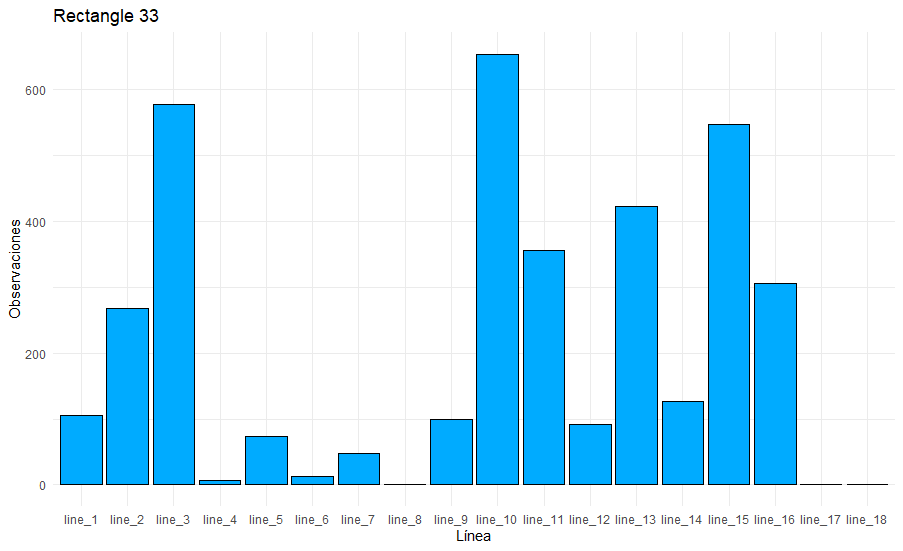 Rectangle 33
Observaciones
600
400
200
0
line_1 line_2 line_3 line_4 line_5 line_6 line_7 line_8 line_9 line_10 line_11 line_12 line_13 line_14 line_15 line_16 line_17 line_18
Línea